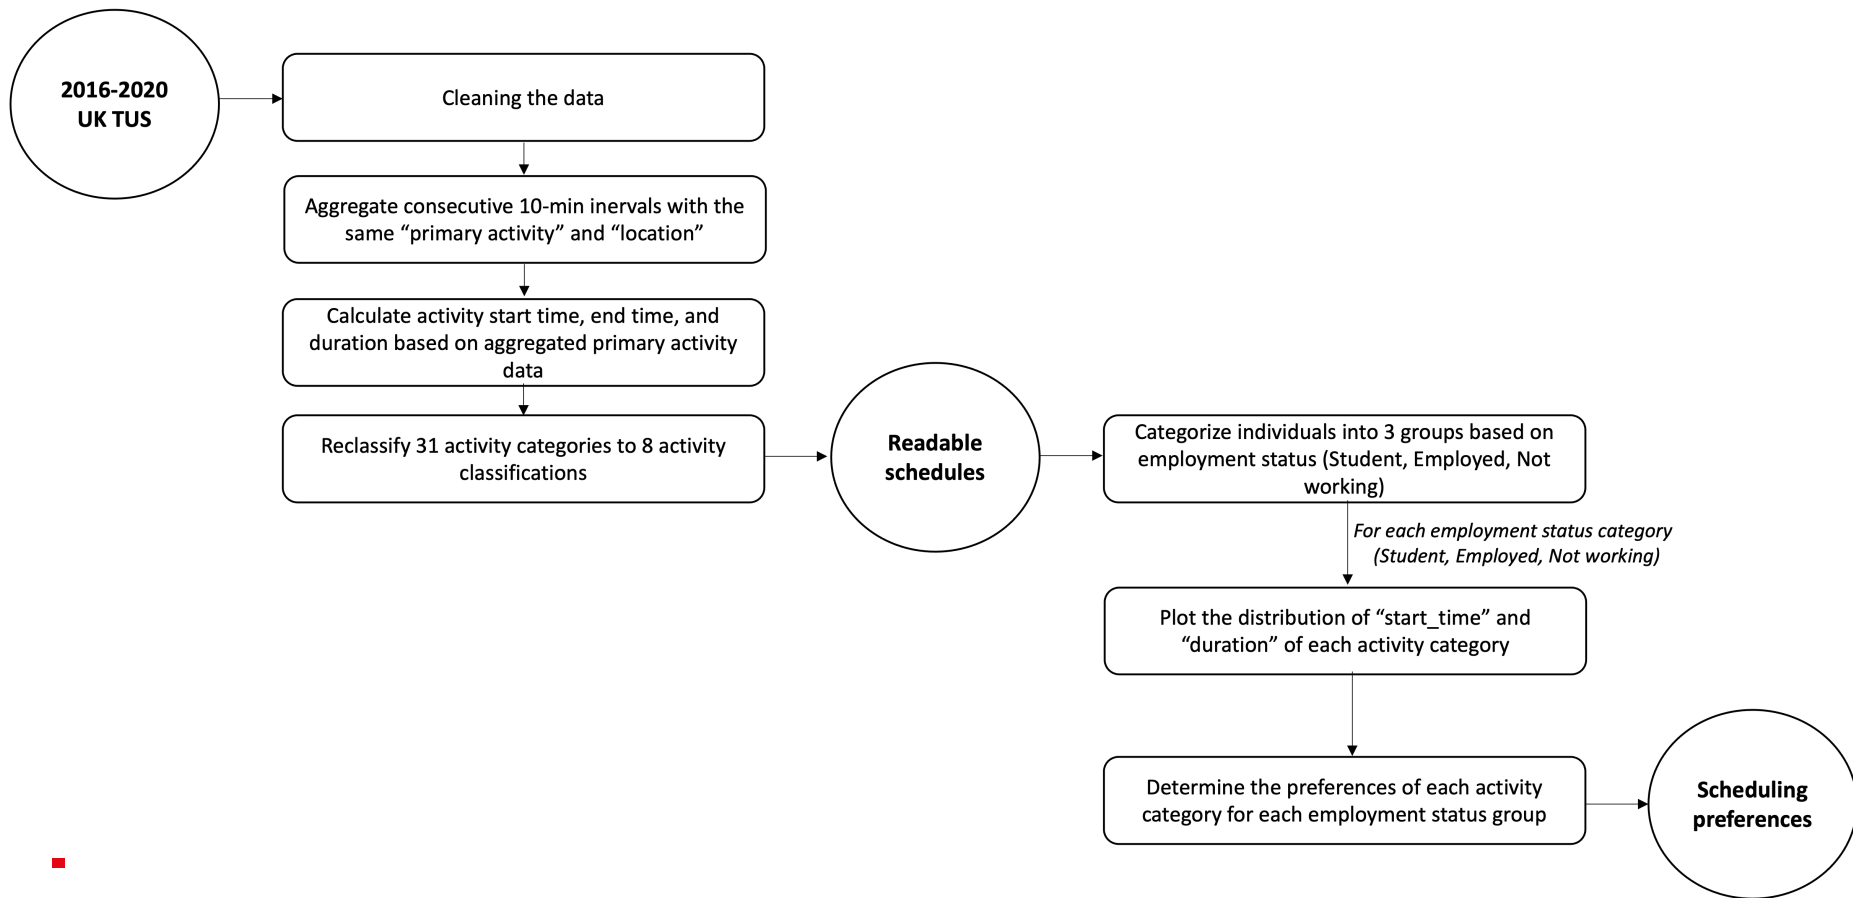 2016-2020
UK TUS
Cleaning the data
Aggregate consecutive 10-min inervals with the
same “primary activity” and “location”
Calculate activity start time, end time, and
duration based on aggregated primary activity
data
Reclassify 31 activity categories to 8 activity
classifications
Readable
schedules
Categorize individuals into 3 groups based on
employment status (Student, Employed, Not
working)
For each employment status category
(Student, Employed, Not working)
Plot the distribution of “start_time” and
“duration” of each activity category
Determine the preferences of each activity
category for each employment status group
Scheduling
preferences